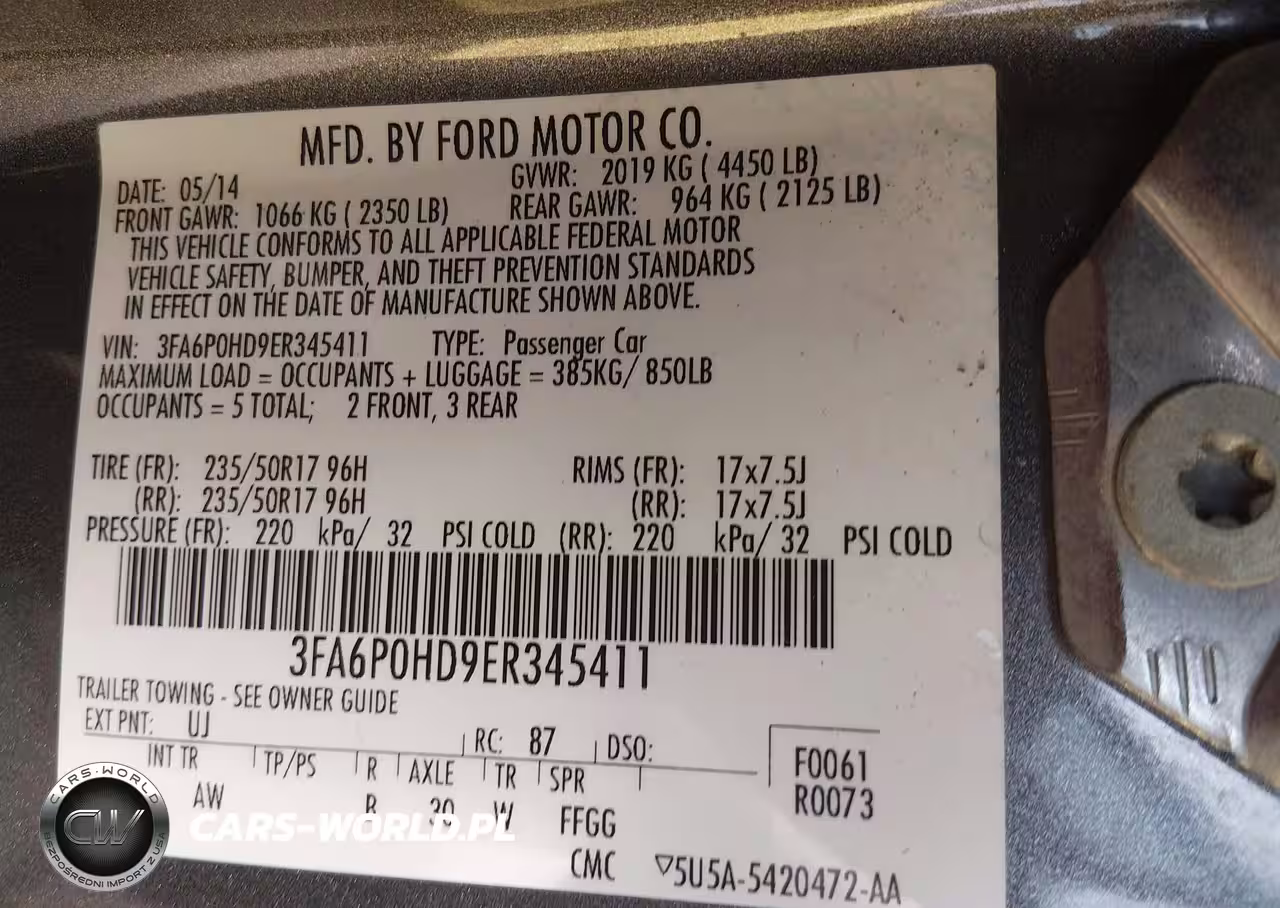 MFD. BY FORD MOTOR CO.
DATE: 05/14 GVWR: 2019 KG ( 4450 LB)
FRONT GAWR: 1066 KG ( 2350 LB) REAR GAWR: 964 KG ( 2125 LB)
THIS VEHICLE CONFORMS TO ALL APPLICABLE FEDERAL MOTOR
VEHICLE SAFETY, BUMPER, AND THEFT PREVENTION STANDARDS
IN EFFECT ON THE DATE OF MANUFACTURE SHOWN ABOVE.
VIN: 3FA6P0HD9ER345411 TYPE: Passenger Car
MAXIMUM LOAD = OCCUPANTS + LUGGAGE = 385KG/ 850LB
OCCUPANTS = 5 TOTAL; 2 FRONT, 3 REAR
TIRE (FR): 235/50R17 96H RIMS (FR): 17x7.5J
(RR): 235/50R17 96H (RR): 17x7.5J
PRESSURE (FR): 220 kPa/ 32 PSI COLD (RR): 220 kPa/ 32 PSI COLD
3FA6P0HD9ER345411
TRAILER TOWING - SEE OWNER GUIDE
EXT PNT: UJ RC: 87 DSO:
F0061
INT TR TP/PS R AXLE TR SPR
R0073
AW B 30 W FFGG
CMC ▽5U5A-5420472-AA
CARS-WORLD
CW
BEZPOŚREDNI IMPORT Z USA
CARS-WORLD.PL